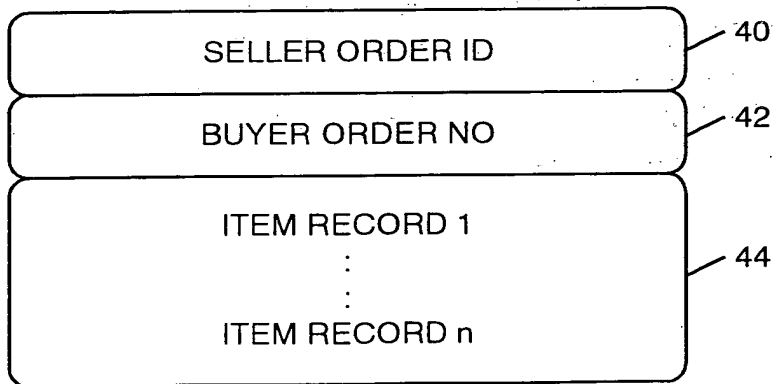 SELLER ORDER ID 40
BUYER ORDER NO 42
ITEM RECORD 1
:
:
44
ITEM RECORD n